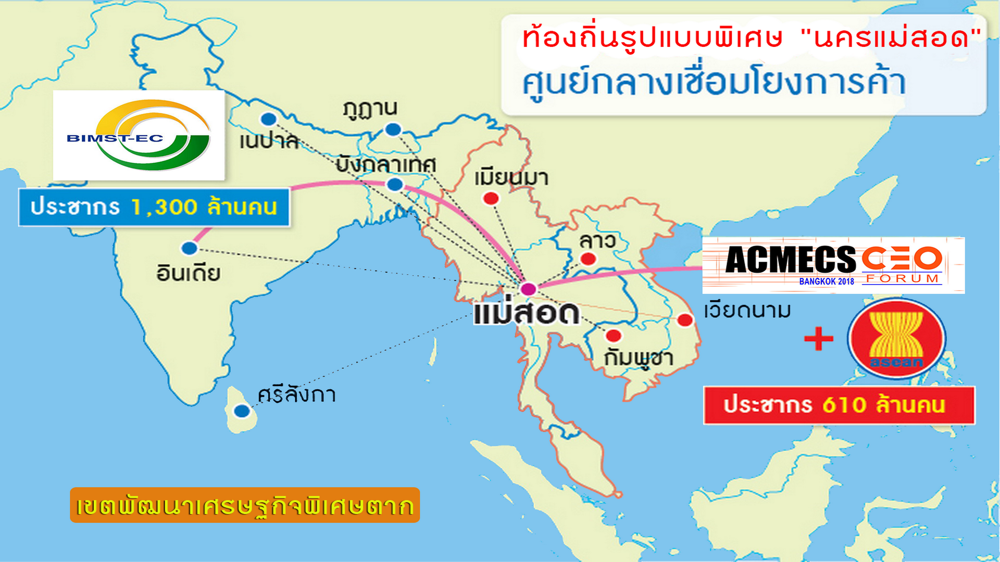 ท้องถิ่นรูปแบบพิเศษ "นครแม่สอด"
ศูนย์กลางเชื่อมโยงการค้า
BIMST-EC
ประชากร 1,300 ล้านคน
เนปาล
ภูฏาน
บังกลาเทศ
เมียนมา
ลาว
อินเดีย
แม่สอด
ACMECS CEO
BANGKOK 2018 FORUM
เวียดนาม
+
asean
กัมพูชา
ศรีลังกา
ประชากร 610 ล้านคน
เขตพัฒนาเศรษฐกิจพิเศษตาก